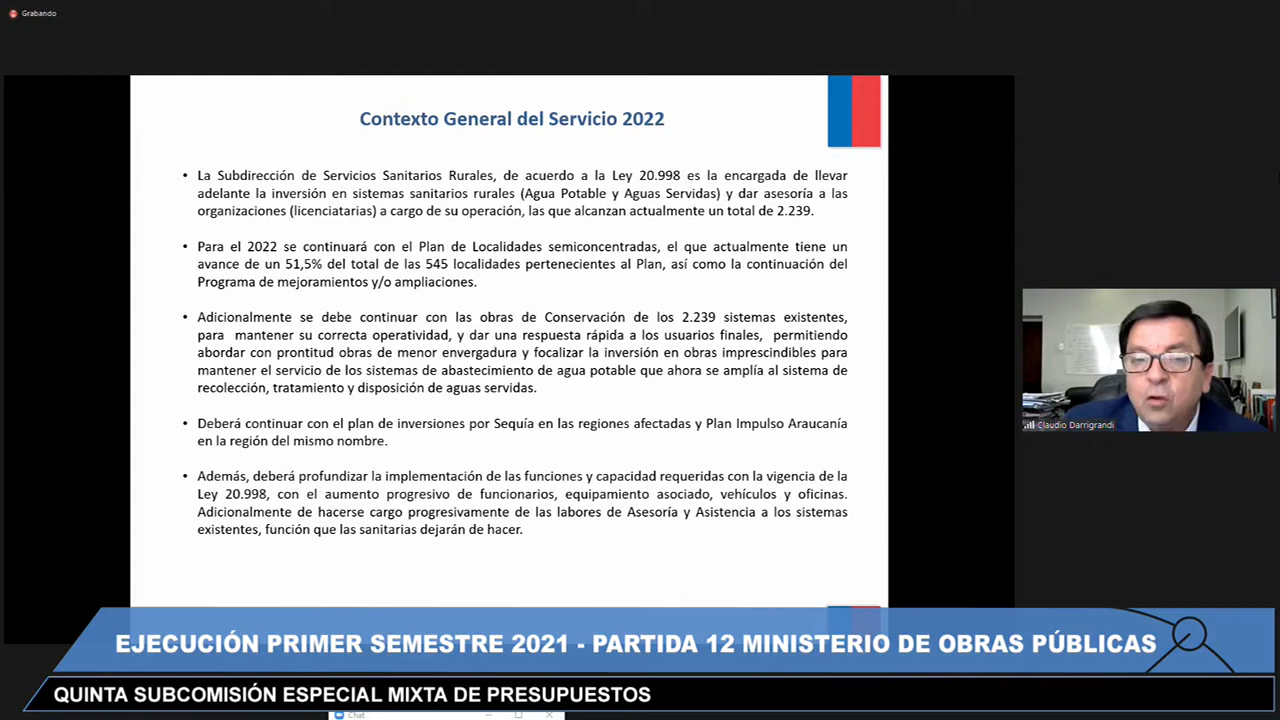 Grabando
Contexto General del Servicio 2022
• La Subdirección de Servicios Sanitarios Rurales, de acuerdo a la Ley 20.998 es la encargada de llevar
adelante la inversión en sistemas sanitarios rurales (Agua Potable y Aguas Servidas) y dar asesoría a las
organizaciones (licenciatarias) a cargo de su operación, las que alcanzan actualmente un total de 2.239.
• Para el 2022 se continuará con el Plan de Localidades semiconcentradas, el que actualmente tiene un
avance de un 51,5% del total de las 545 localidades pertenecientes al Plan, así como la continuación del
Programa de mejoramientos y/o ampliaciones.
• Adicionalmente se debe continuar con las obras de Conservación de los 2.239 sistemas existentes,
para mantener su correcta operatividad, y dar una respuesta rápida a los usuarios finales, permitiendo
abordar con prontitud obras de menor envergadura y focalizar la inversión en obras imprescindibles para
mantener el servicio de los sistemas de abastecimiento de agua potable que ahora se amplía al sistema de
recolección, tratamiento y disposición de aguas servidas.
• Deberá continuar con el plan de inversiones por Sequía en las regiones afectadas y Plan Impulso Araucanía
en la región del mismo nombre.
• Además, deberá profundizar la implementación de las funciones y capacidad requeridas con la vigencia de la
Ley 20.998, con el aumento progresivo de funcionarios, equipamiento asociado, vehículos y oficinas.
Adicionalmente de hacerse cargo progresivamente de las labores de Asesoría y Asistencia a los sistemas
existentes, función que las sanitarias dejarán de hacer.
Claudio Darrigrandi
EJECUCIÓN PRIMER SEMESTRE 2021 - PARTIDA 12 MINISTERIO DE OBRAS PÚBLICAS
QUINTA SUBCOMISIÓN ESPECIAL MIXTA DE PRESUPUESTOS
Chat